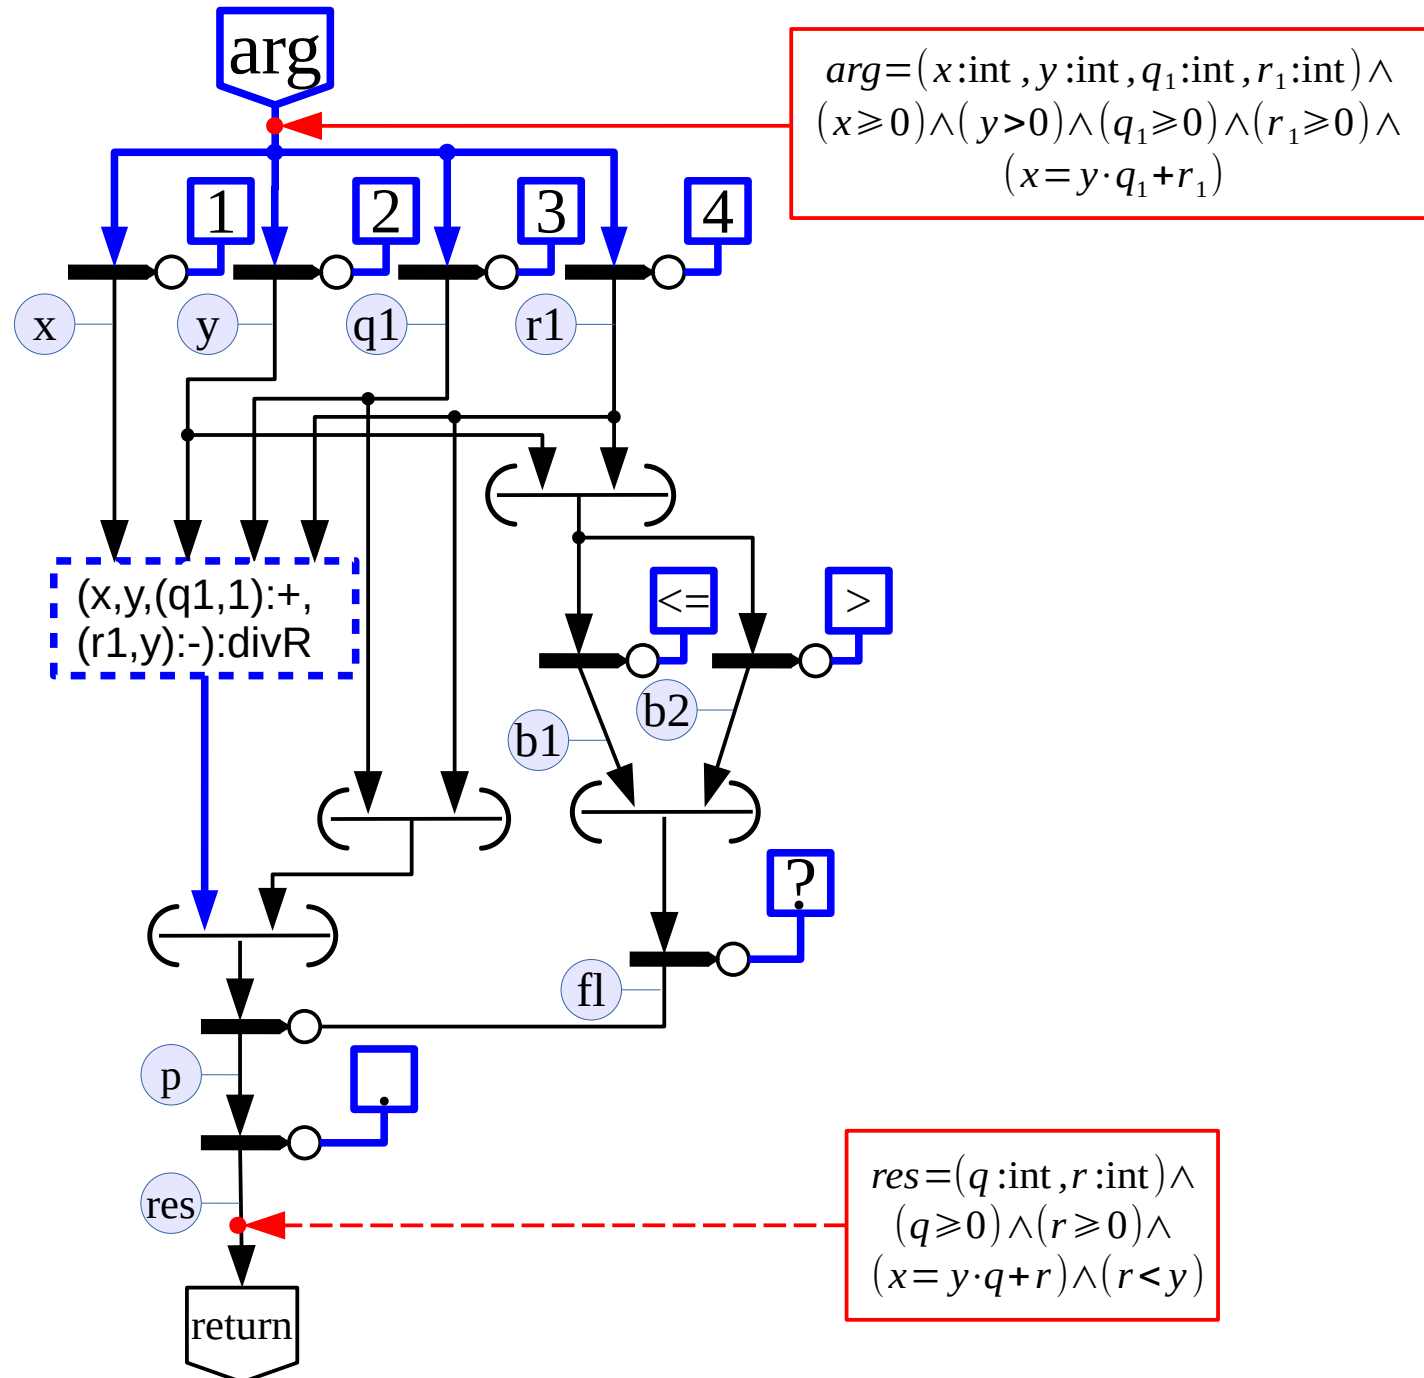 arg
arg=(x:int , y:int, q₁:int, r₁:int)∧
(x⩾0)∧(y>0)∧(q₁⩾0)∧(r₁⩾0)∧
(x=y·q₁+r₁)
1
2
3
4
x
y
q1
r1
(x,y,(q1,1):+,
(r1,y):-):divR
<=
>
b1
b2
?
fl
p
.
res
res=(q:int,r:int)∧
(q⩾0)∧(r⩾0)∧
(x=y·q+r)∧(r<y)
return